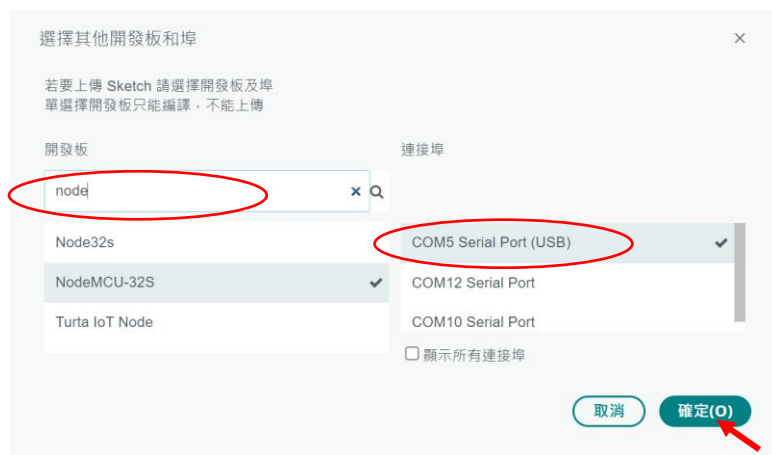 選擇其他開發板和埠
若要上傳 Sketch 請選擇開發板及埠
單選擇開發板只能編譯，不能上傳
開發板
連接埠
node
Node32s
NodeMCU-32S
Turta IoT Node
COM5 Serial Port (USB)
COM12 Serial Port
COM10 Serial Port
顯示所有連接埠
取消
確定(O)